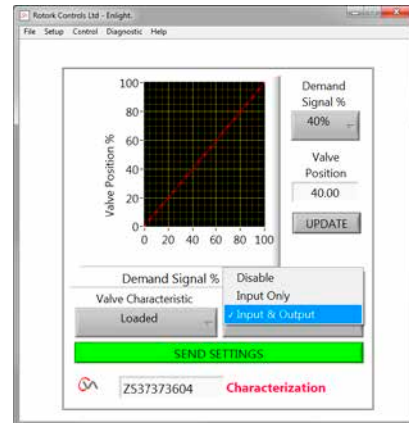 Rotork Controls Ltd - Enlight.
File Setup Control Diagnostic Help
100
80
60
40
20
0
Valve Position %
0 20 40 60 80 100
Demand Signal %
Demand
Signal %
40%
Valve
Position
40.00
UPDATE
Valve Characteristic
Loaded
Disable
Input Only
✓ Input & Output
SEND SETTINGS
ZS37373604
Characterization